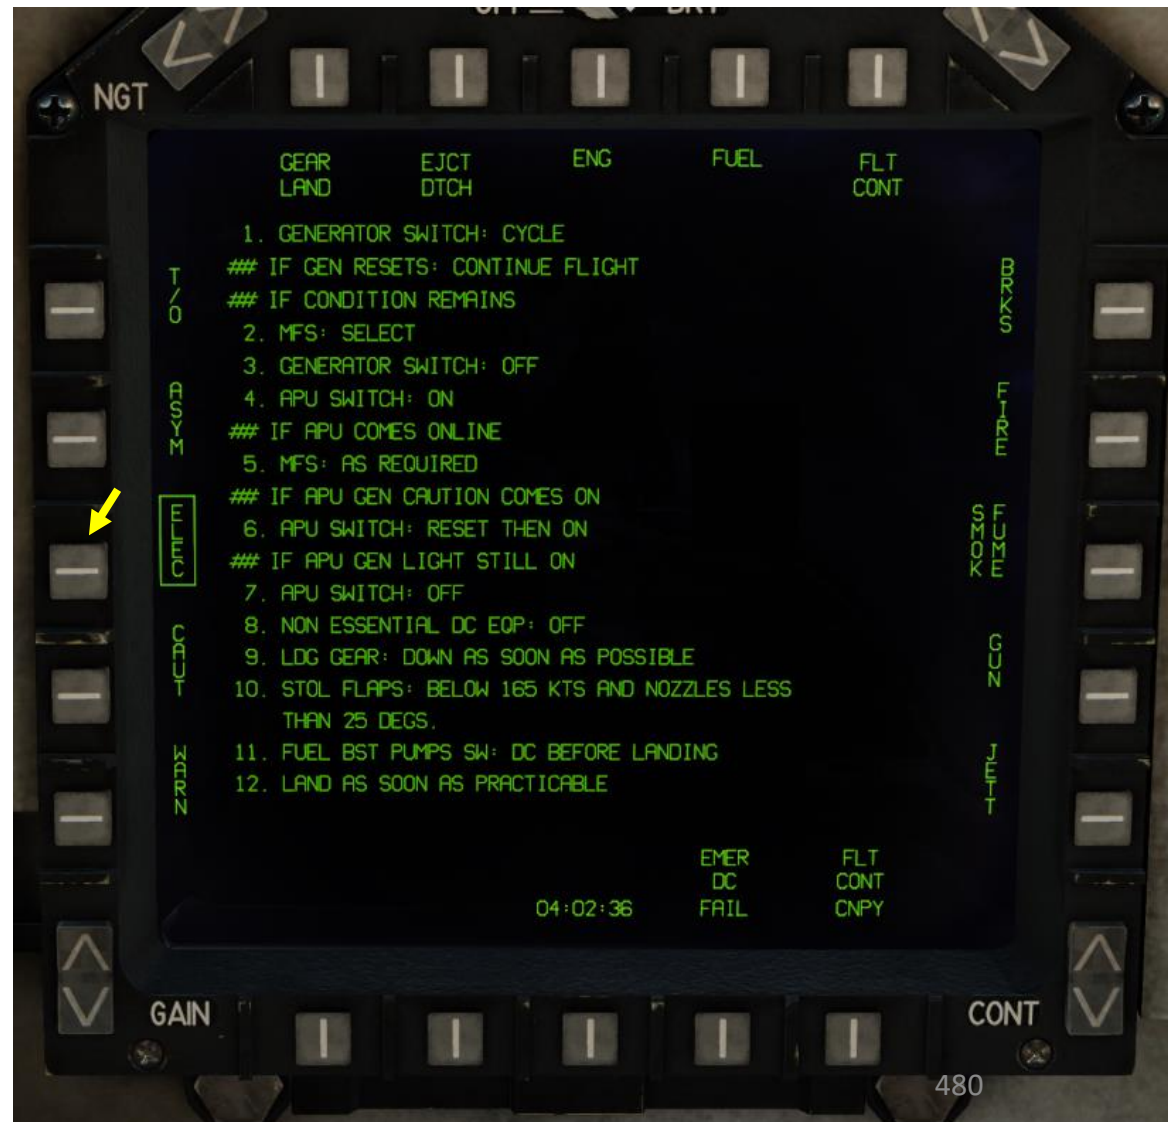 OFF BRT
NGT
GEAR LAND
EJCT DTCH
ENG
FUEL
FLT CONT
1. GENERATOR SWITCH: CYCLE
## IF GEN RESETS: CONTINUE FLIGHT
## IF CONDITION REMAINS
2. MFS: SELECT
3. GENERATOR SWITCH: OFF
4. APU SWITCH: ON
## IF APU COMES ONLINE
5. MFS: AS REQUIRED
## IF APU GEN CAUTION COMES ON
6. APU SWITCH: RESET THEN ON
## IF APU GEN LIGHT STILL ON
7. APU SWITCH: OFF
8. NON ESSENTIAL DC EQP: OFF
9. LDG GEAR: DOWN AS SOON AS POSSIBLE
10. STOL FLAPS: BELOW 165 KTS AND NOZZLES LESS
THAN 25 DEGS.
11. FUEL BST PUMPS SW: DC BEFORE LANDING
12. LAND AS SOON AS PRACTICABLE
T/O
ASYM
ELEC
CAUT
WARN
BRKS
FIRE
SMOK FUME
GUN
JETT
04:02:36
EMER DC FAIL
FLT CONT CNPY
GAIN
CONT
480